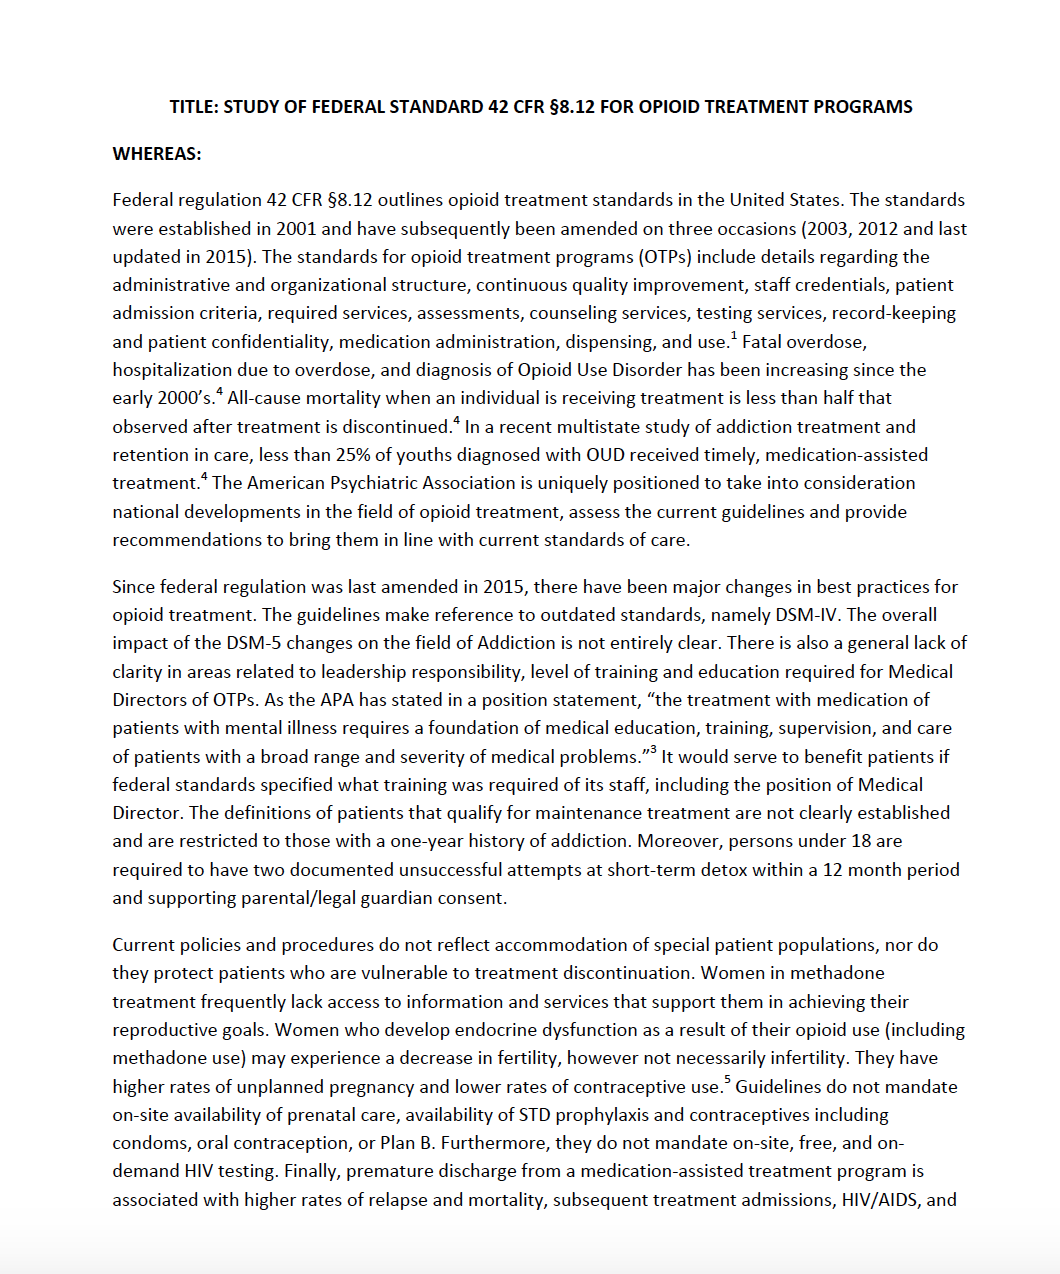 TITLE: STUDY OF FEDERAL STANDARD 42 CFR §8.12 FOR OPIOID TREATMENT PROGRAMS
WHEREAS:
Federal regulation 42 CFR §8.12 outlines opioid treatment standards in the United States. The standards
were established in 2001 and have subsequently been amended on three occasions (2003, 2012 and last
updated in 2015). The standards for opioid treatment programs (OTPs) include details regarding the
administrative and organizational structure, continuous quality improvement, staff credentials, patient
admission criteria, required services, assessments, counseling services, testing services, record-keeping
and patient confidentiality, medication administration, dispensing, and use.¹ Fatal overdose,
hospitalization due to overdose, and diagnosis of Opioid Use Disorder has been increasing since the
early 2000’s.⁴ All-cause mortality when an individual is receiving treatment is less than half that
observed after treatment is discontinued.⁴ In a recent multistate study of addiction treatment and
retention in care, less than 25% of youths diagnosed with OUD received timely, medication-assisted
treatment.⁴ The American Psychiatric Association is uniquely positioned to take into consideration
national developments in the field of opioid treatment, assess the current guidelines and provide
recommendations to bring them in line with current standards of care.
Since federal regulation was last amended in 2015, there have been major changes in best practices for
opioid treatment. The guidelines make reference to outdated standards, namely DSM-IV. The overall
impact of the DSM-5 changes on the field of Addiction is not entirely clear. There is also a general lack of
clarity in areas related to leadership responsibility, level of training and education required for Medical
Directors of OTPs. As the APA has stated in a position statement, “the treatment with medication of
patients with mental illness requires a foundation of medical education, training, supervision, and care
of patients with a broad range and severity of medical problems.”³ It would serve to benefit patients if
federal standards specified what training was required of its staff, including the position of Medical
Director. The definitions of patients that qualify for maintenance treatment are not clearly established
and are restricted to those with a one-year history of addiction. Moreover, persons under 18 are
required to have two documented unsuccessful attempts at short-term detox within a 12 month period
and supporting parental/legal guardian consent.
Current policies and procedures do not reflect accommodation of special patient populations, nor do
they protect patients who are vulnerable to treatment discontinuation. Women in methadone
treatment frequently lack access to information and services that support them in achieving their
reproductive goals. Women who develop endocrine dysfunction as a result of their opioid use (including
methadone use) may experience a decrease in fertility, however not necessarily infertility. They have
higher rates of unplanned pregnancy and lower rates of contraceptive use.⁵ Guidelines do not mandate
on-site availability of prenatal care, availability of STD prophylaxis and contraceptives including
condoms, oral contraception, or Plan B. Furthermore, they do not mandate on-site, free, and on-
demand HIV testing. Finally, premature discharge from a medication-assisted treatment program is
associated with higher rates of relapse and mortality, subsequent treatment admissions, HIV/AIDS, and